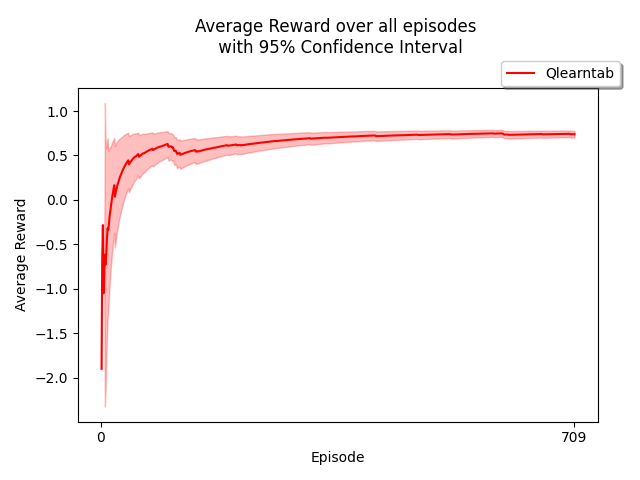 Average Reward over all episodes
with 95% Confidence Interval
Qlearntab
1.0
0.5
0.0
−0.5
−1.0
−1.5
−2.0
Average Reward
0
709
Episode